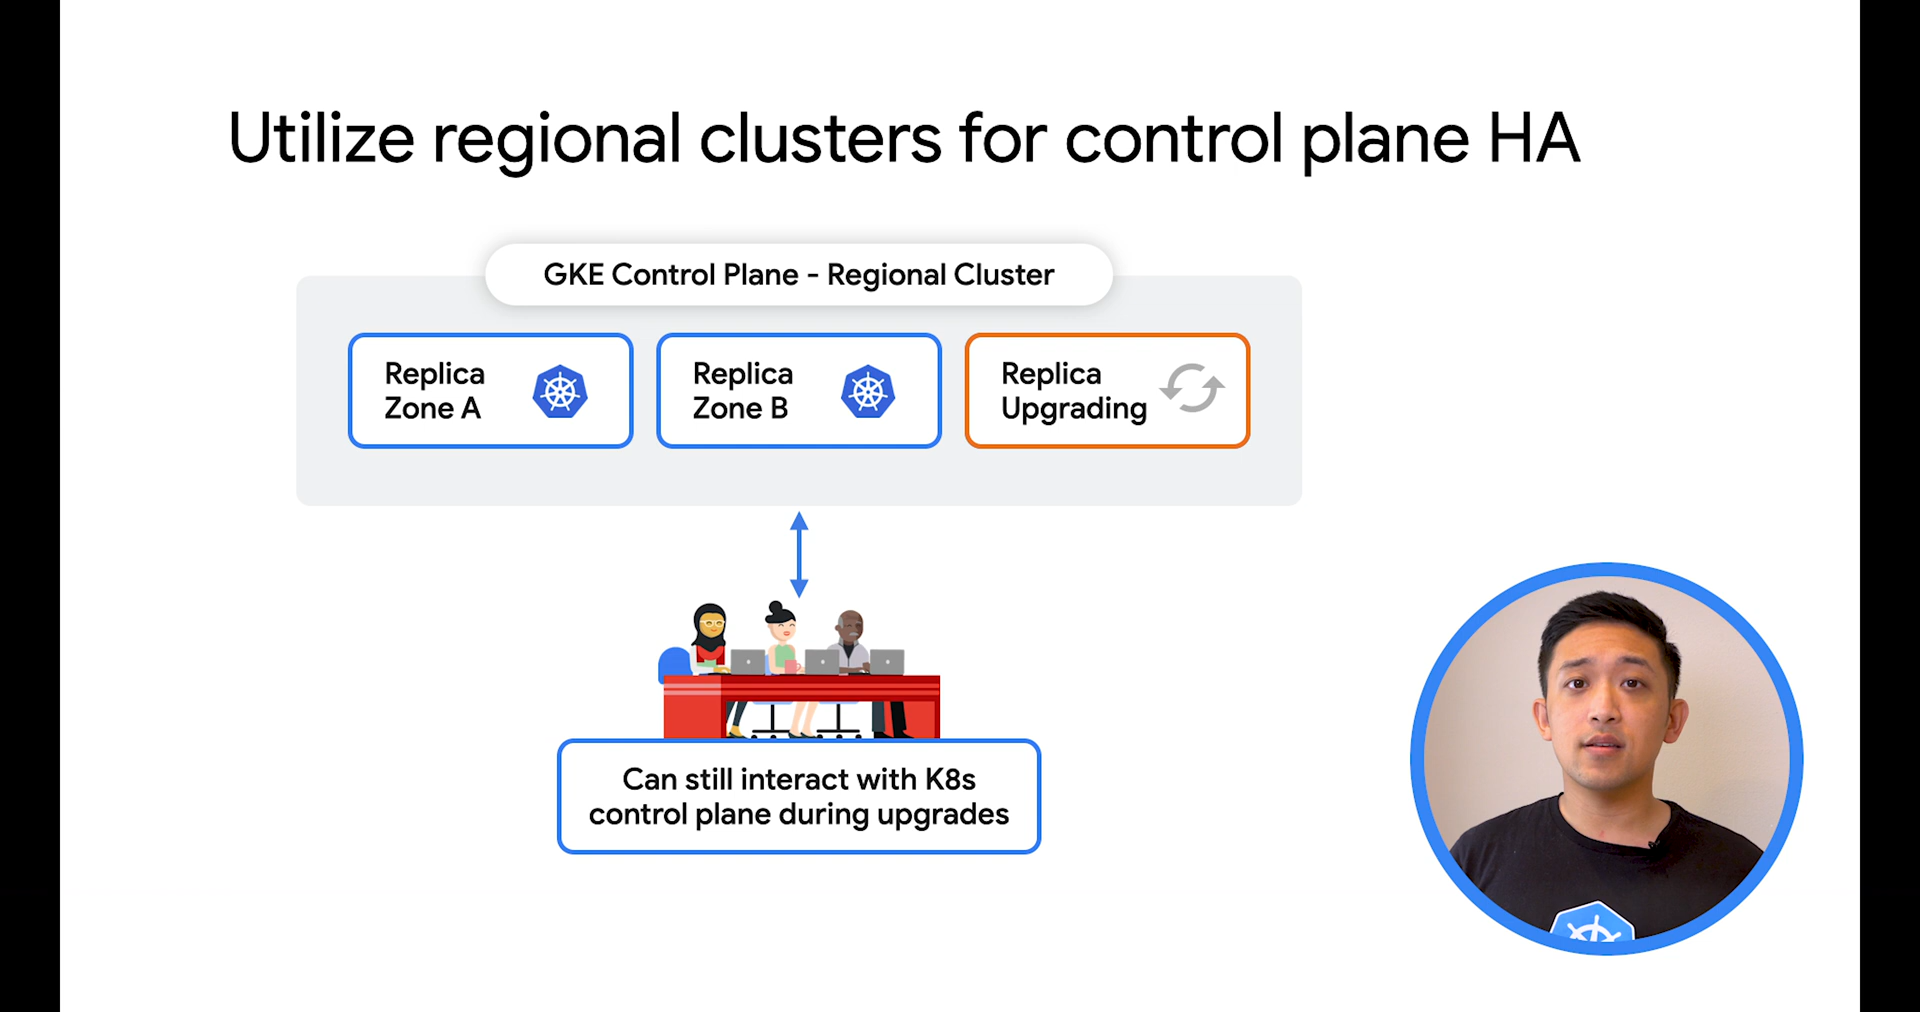 Utilize regional clusters for control plane HA
GKE Control Plane - Regional Cluster
Replica
Zone A
Replica
Zone B
Replica
Upgrading
Can still interact with K8s
control plane during upgrades